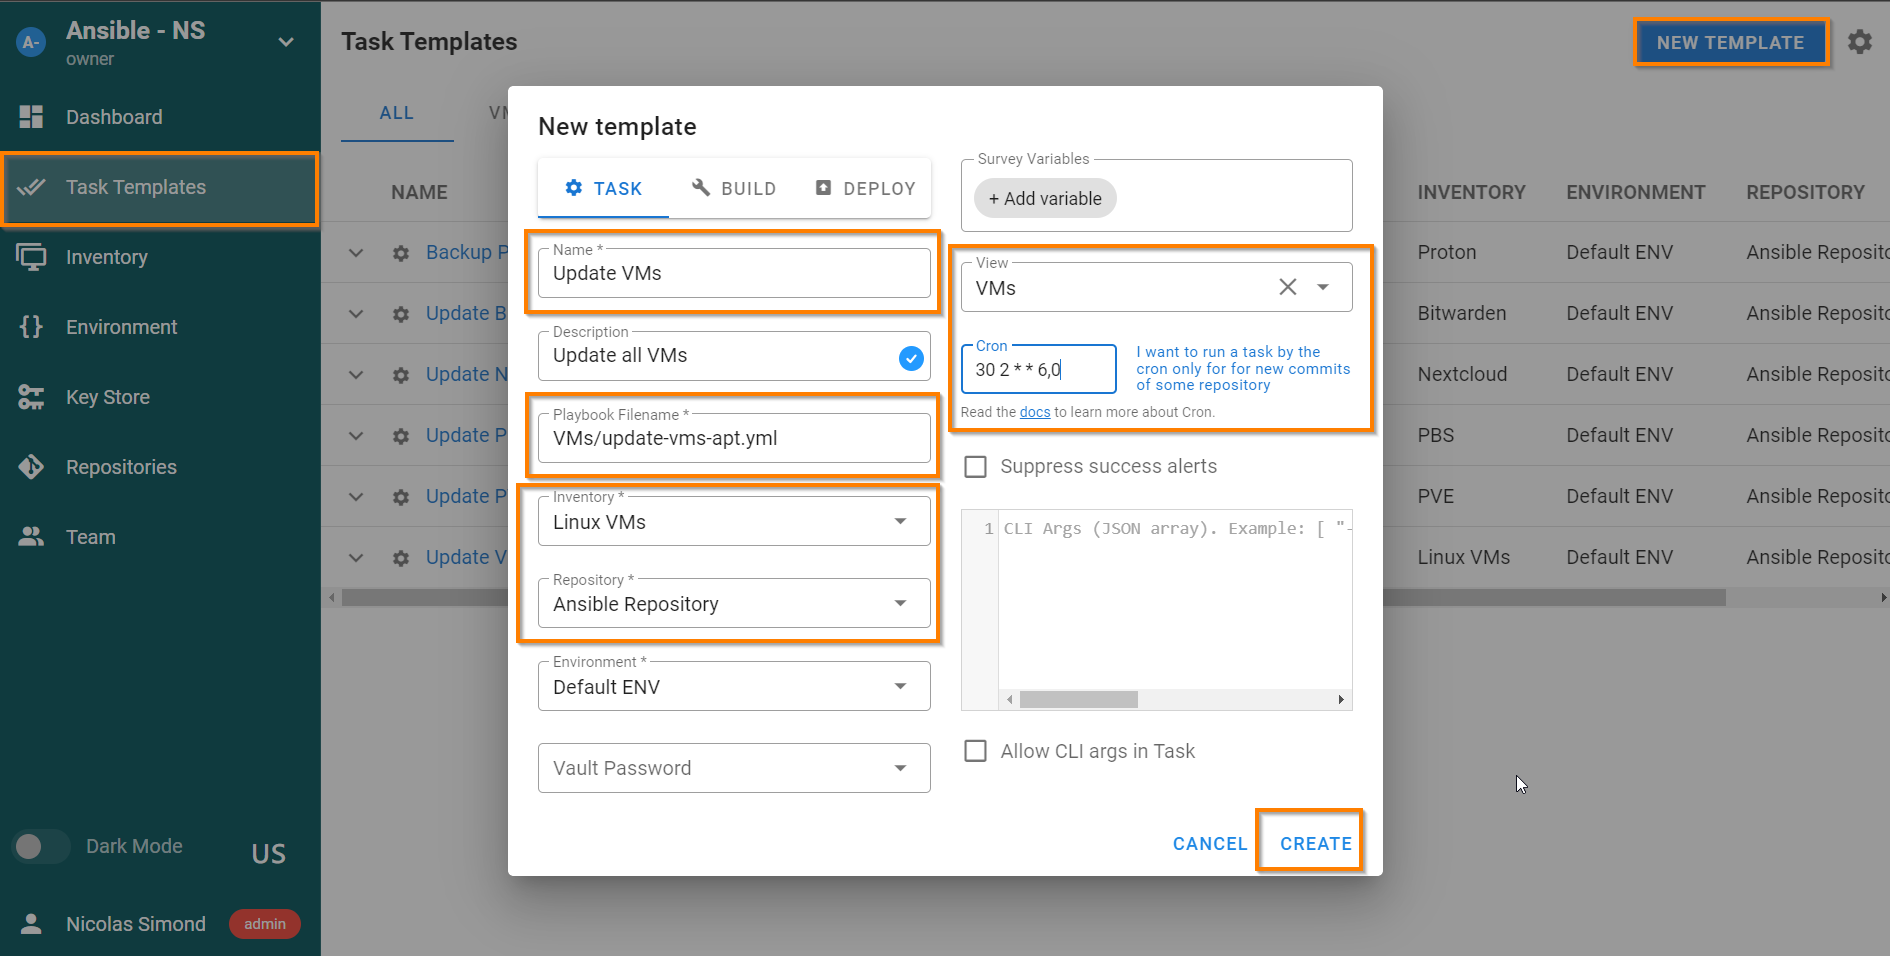 A-
Ansible - NS
owner
Dashboard
Task Templates
Inventory
Environment
Key Store
Repositories
Team
Dark Mode
US
Nicolas Simond
admin
Task Templates
NEW TEMPLATE
ALL
NAME
INVENTORY
ENVIRONMENT
REPOSITORY
Backup P
Proton
Default ENV
Ansible Reposito
Update B
Bitwarden
Default ENV
Ansible Reposito
Update N
Nextcloud
Default ENV
Ansible Reposito
Update P
PBS
Default ENV
Ansible Reposito
Update P
PVE
Default ENV
Ansible Reposito
Update V
Linux VMs
Default ENV
Ansible Reposito
New template
TASK
BUILD
DEPLOY
Name *
Update VMs
Description
Update all VMs
Playbook Filename *
VMs/update-vms-apt.yml
Inventory *
Linux VMs
Repository *
Ansible Repository
Environment *
Default ENV
Vault Password
Survey Variables
+ Add variable
View
VMs
Cron
30 2 * * 6,0
I want to run a task by the
cron only for for new commits
of some repository
Read the docs to learn more about Cron.
Suppress success alerts
1
CLI Args (JSON array). Example: [ "-
Allow CLI args in Task
CANCEL
CREATE